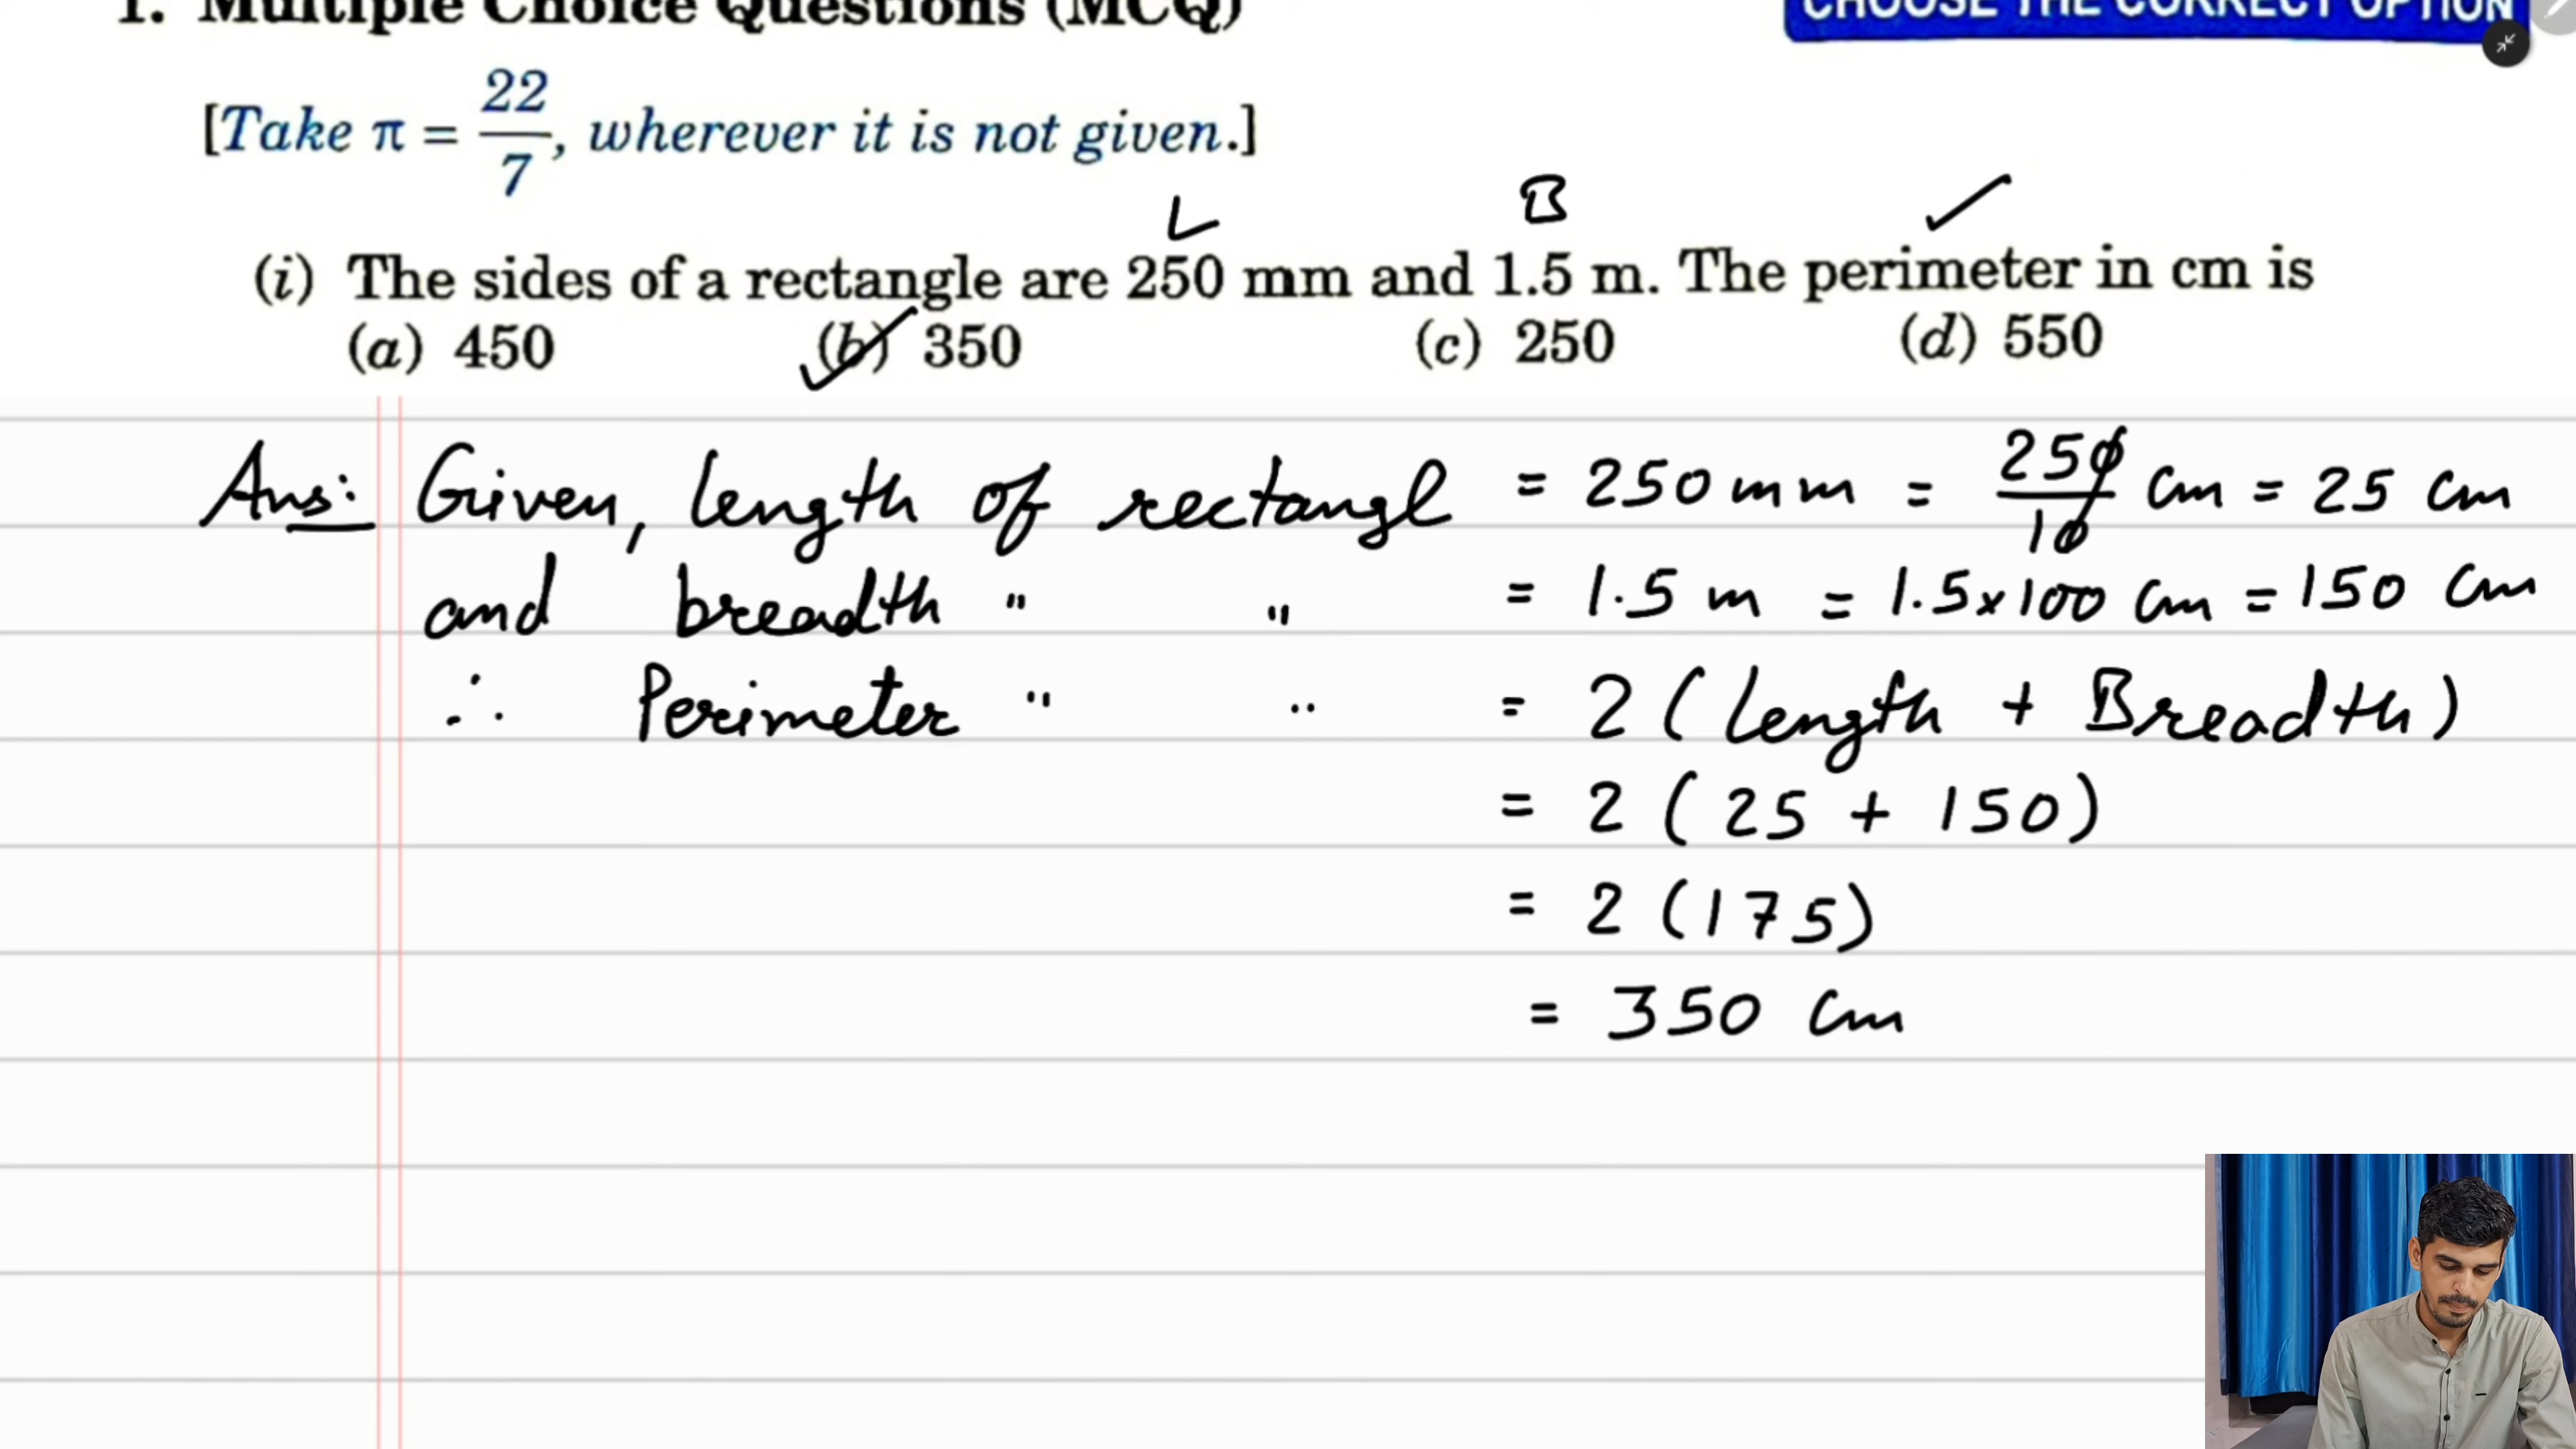 1. Multiple Choice Questions (MCQ)
CHOOSE THE CORRECT OPTION
[Take π = 22/7, wherever it is not given.]
L B
(i) The sides of a rectangle are 250 mm and 1.5 m. The perimeter in cm is
(a) 450 (b) 350 (c) 250 (d) 550
Ans: Given, length of rectangl = 250 mm = 250/10 cm = 25 cm
and breadth " " = 1.5 m = 1.5x100 cm = 150 cm
∴ Perimeter " " = 2 (length + Breadth)
= 2 (25 + 150)
= 2 (175)
= 350 cm